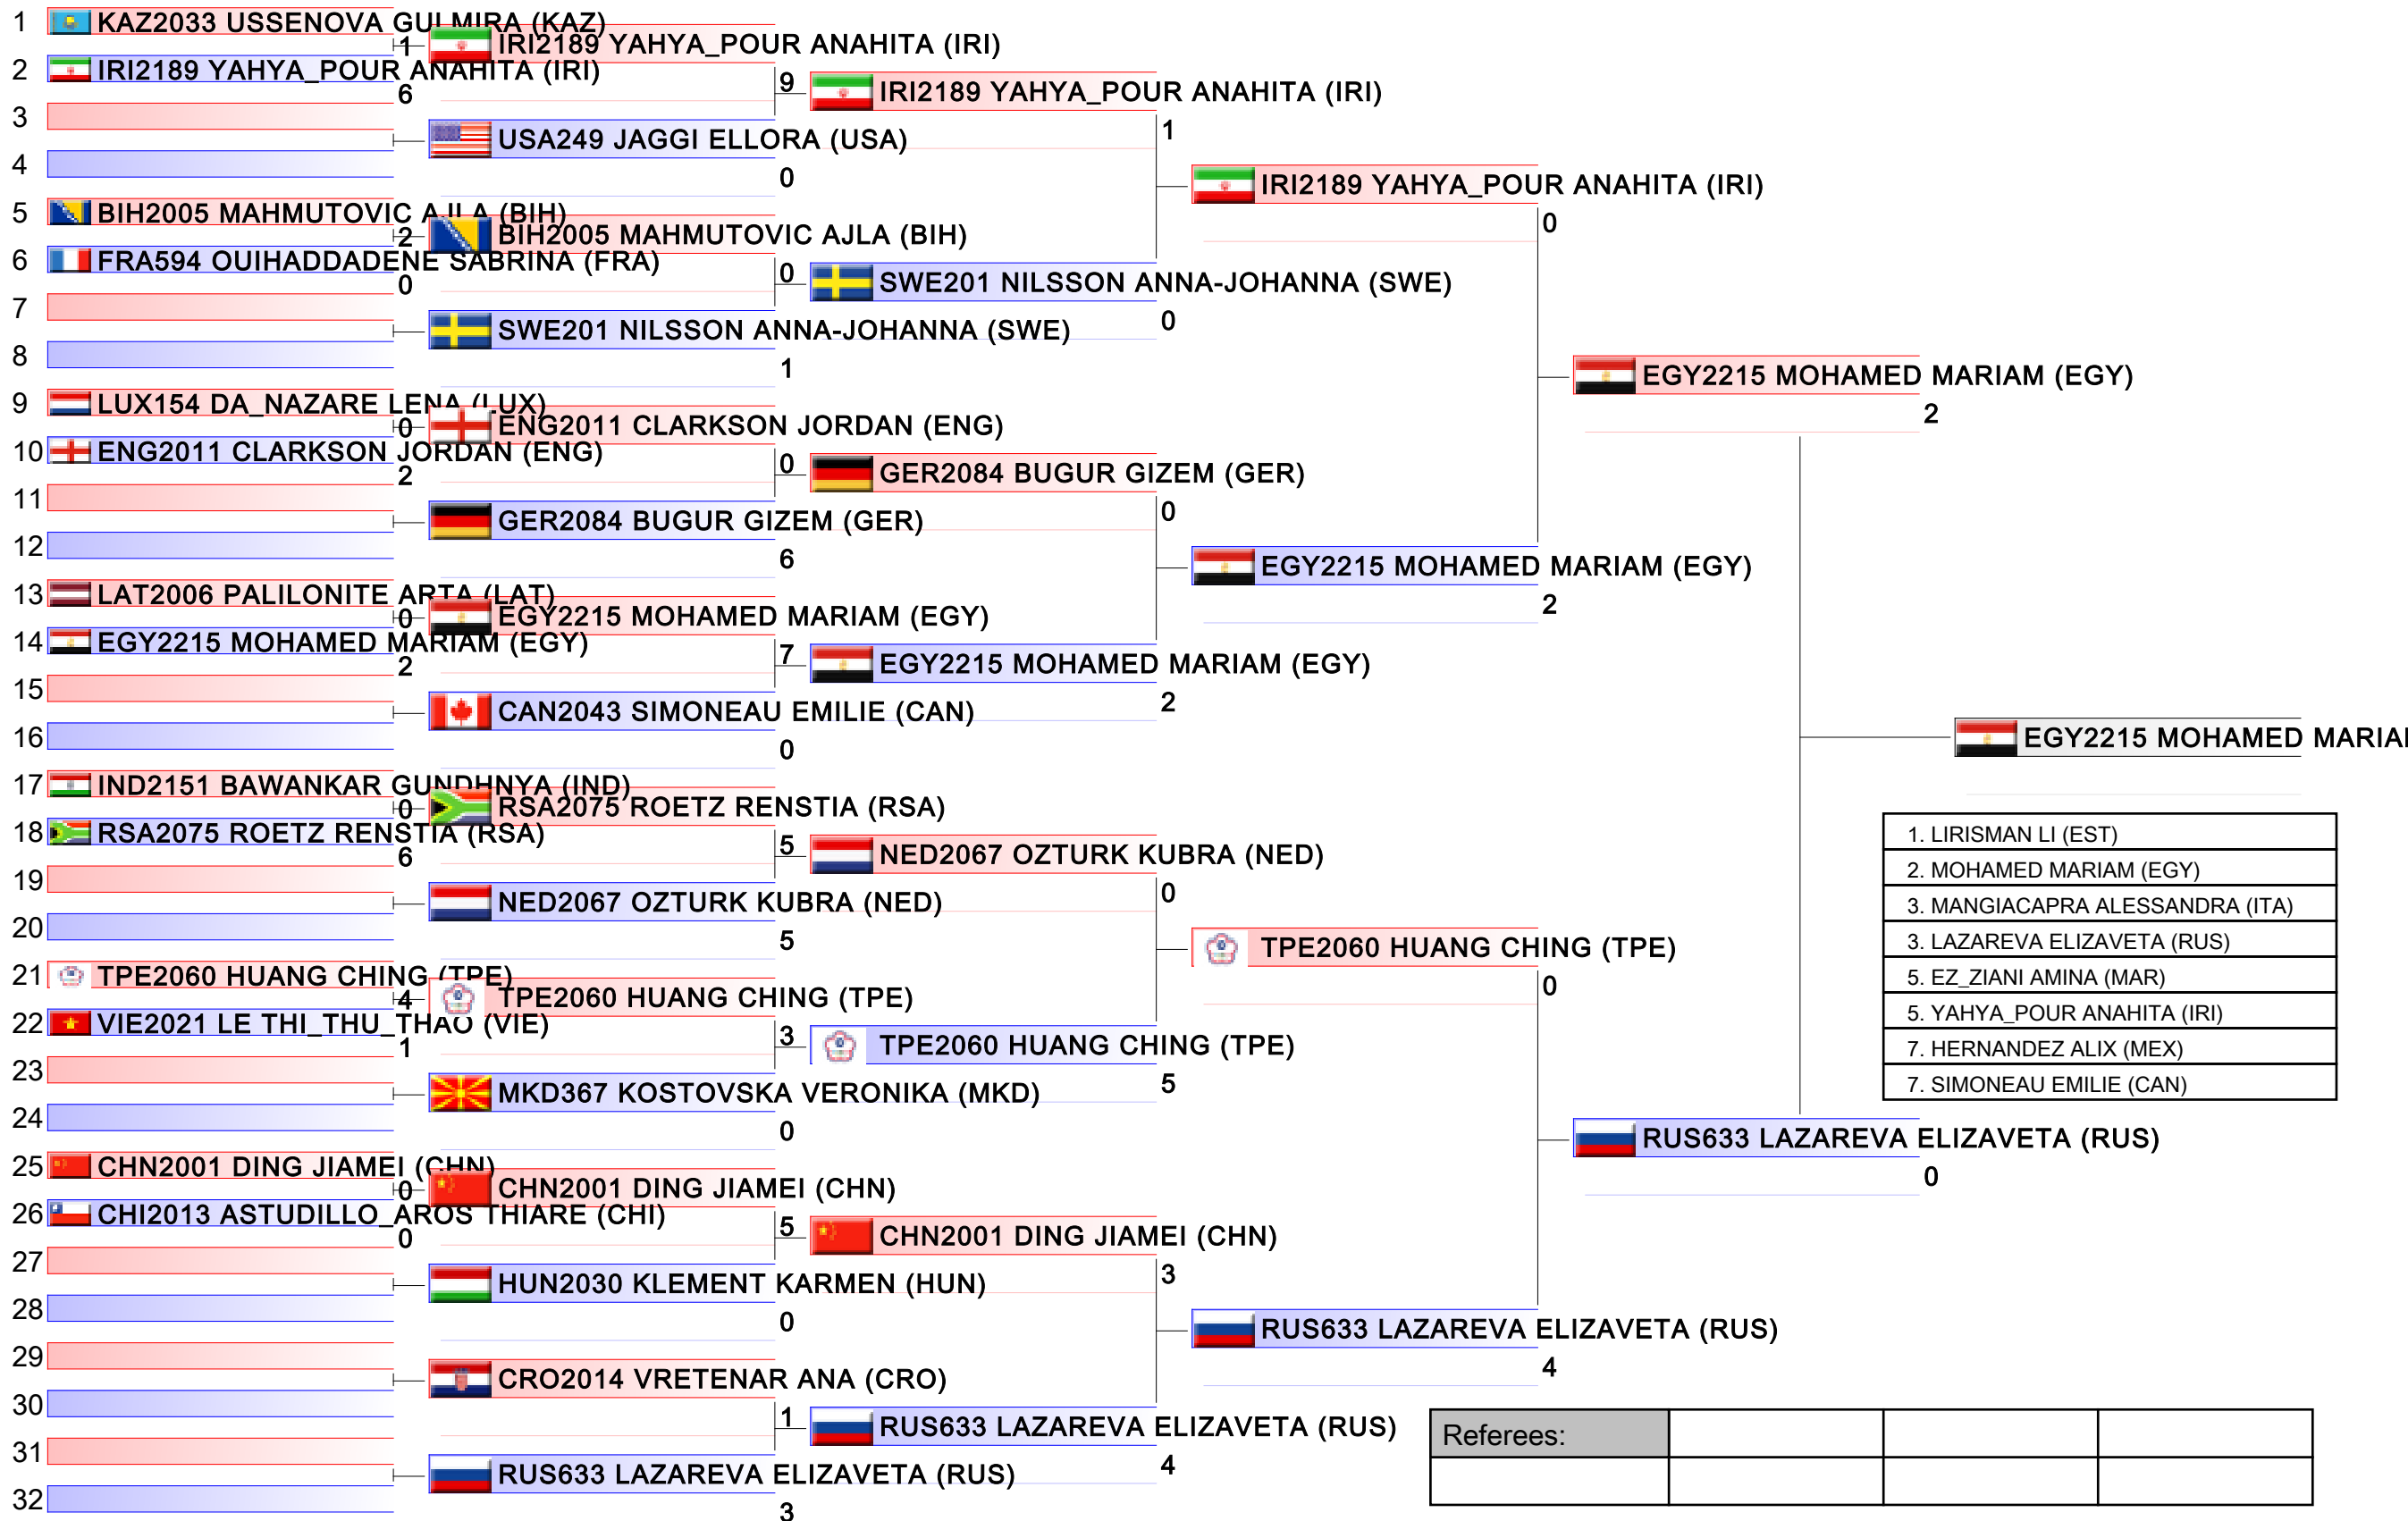 1 KAZ2033 USSENOVA GULMIRA (KAZ)
1
2 IRI2189 YAHYA_POUR ANAHITA (IRI)
6
3
4
5 BIH2005 MAHMUTOVIC AJLA (BIH)
2
6 FRA594 OUIHADDADENE SABRINA (FRA)
0
7
8
9 LUX154 DA_NAZARE LENA (LUX)
0
10 ENG2011 CLARKSON JORDAN (ENG)
2
11
12
13 LAT2006 PALILONITE ARTA (LAT)
0
14 EGY2215 MOHAMED MARIAM (EGY)
2
15
16
17 IND2151 BAWANKAR GUNDHNYA (IND)
0
18 RSA2075 ROETZ RENSTIA (RSA)
6
19
20
21 TPE2060 HUANG CHING (TPE)
4
22 VIE2021 LE THI_THU_THAO (VIE)
1
23
24
25 CHN2001 DING JIAMEI (CHN)
0
26 CHI2013 ASTUDILLO_AROS THIARE (CHI)
0
27
28
29
30
31
32
IRI2189 YAHYA_POUR ANAHITA (IRI)
9
USA249 JAGGI ELLORA (USA)
0
BIH2005 MAHMUTOVIC AJLA (BIH)
0
SWE201 NILSSON ANNA-JOHANNA (SWE)
1
ENG2011 CLARKSON JORDAN (ENG)
0
GER2084 BUGUR GIZEM (GER)
6
EGY2215 MOHAMED MARIAM (EGY)
7
CAN2043 SIMONEAU EMILIE (CAN)
0
RSA2075 ROETZ RENSTIA (RSA)
5
NED2067 OZTURK KUBRA (NED)
5
TPE2060 HUANG CHING (TPE)
3
MKD367 KOSTOVSKA VERONIKA (MKD)
0
CHN2001 DING JIAMEI (CHN)
5
HUN2030 KLEMENT KARMEN (HUN)
0
CRO2014 VRETENAR ANA (CRO)
1
RUS633 LAZAREVA ELIZAVETA (RUS)
3
IRI2189 YAHYA_POUR ANAHITA (IRI)
1
SWE201 NILSSON ANNA-JOHANNA (SWE)
0
GER2084 BUGUR GIZEM (GER)
0
EGY2215 MOHAMED MARIAM (EGY)
2
NED2067 OZTURK KUBRA (NED)
0
TPE2060 HUANG CHING (TPE)
5
CHN2001 DING JIAMEI (CHN)
3
RUS633 LAZAREVA ELIZAVETA (RUS)
4
IRI2189 YAHYA_POUR ANAHITA (IRI)
0
EGY2215 MOHAMED MARIAM (EGY)
2
TPE2060 HUANG CHING (TPE)
0
RUS633 LAZAREVA ELIZAVETA (RUS)
4
EGY2215 MOHAMED MARIAM (EGY)
2
RUS633 LAZAREVA ELIZAVETA (RUS)
0
EGY2215 MOHAMED MARIA
1. LIRISMAN LI (EST)
2. MOHAMED MARIAM (EGY)
3. MANGIACAPRA ALESSANDRA (ITA)
3. LAZAREVA ELIZAVETA (RUS)
5. EZ_ZIANI AMINA (MAR)
5. YAHYA_POUR ANAHITA (IRI)
7. HERNANDEZ ALIX (MEX)
7. SIMONEAU EMILIE (CAN)
Referees: